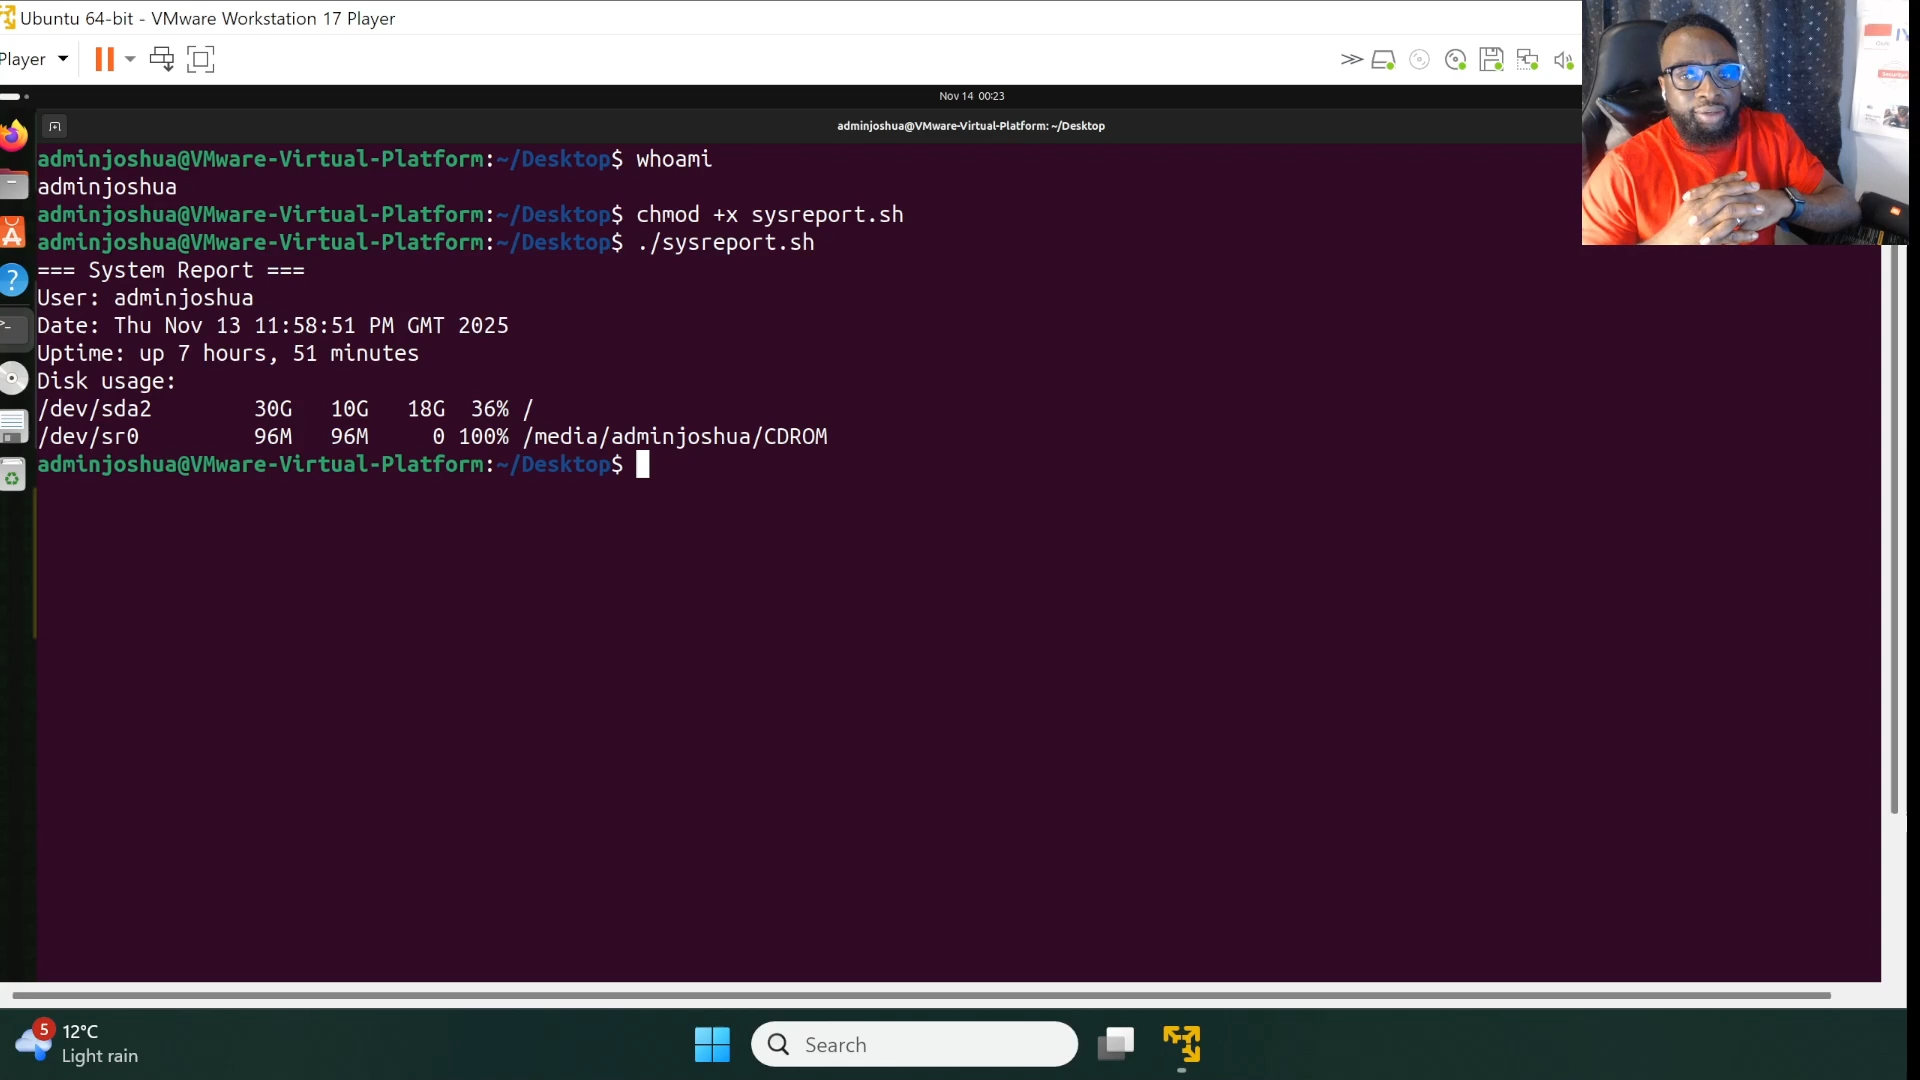 Ubuntu 64-bit - VMware Workstation 17 Player
Player
Nov 14 00:23
adminjoshua@VMware-Virtual-Platform: ~/Desktop
adminjoshua@VMware-Virtual-Platform:~/Desktop$ whoami
adminjoshua
adminjoshua@VMware-Virtual-Platform:~/Desktop$ chmod +x sysreport.sh
adminjoshua@VMware-Virtual-Platform:~/Desktop$ ./sysreport.sh
=== System Report ===
User: adminjoshua
Date: Thu Nov 13 11:58:51 PM GMT 2025
Uptime: up 7 hours, 51 minutes
Disk usage:
/dev/sda2 30G 10G 18G 36% /
/dev/sr0 96M 96M 0 100% /media/adminjoshua/CDROM
adminjoshua@VMware-Virtual-Platform:~/Desktop$
5
12°C
Light rain
Search